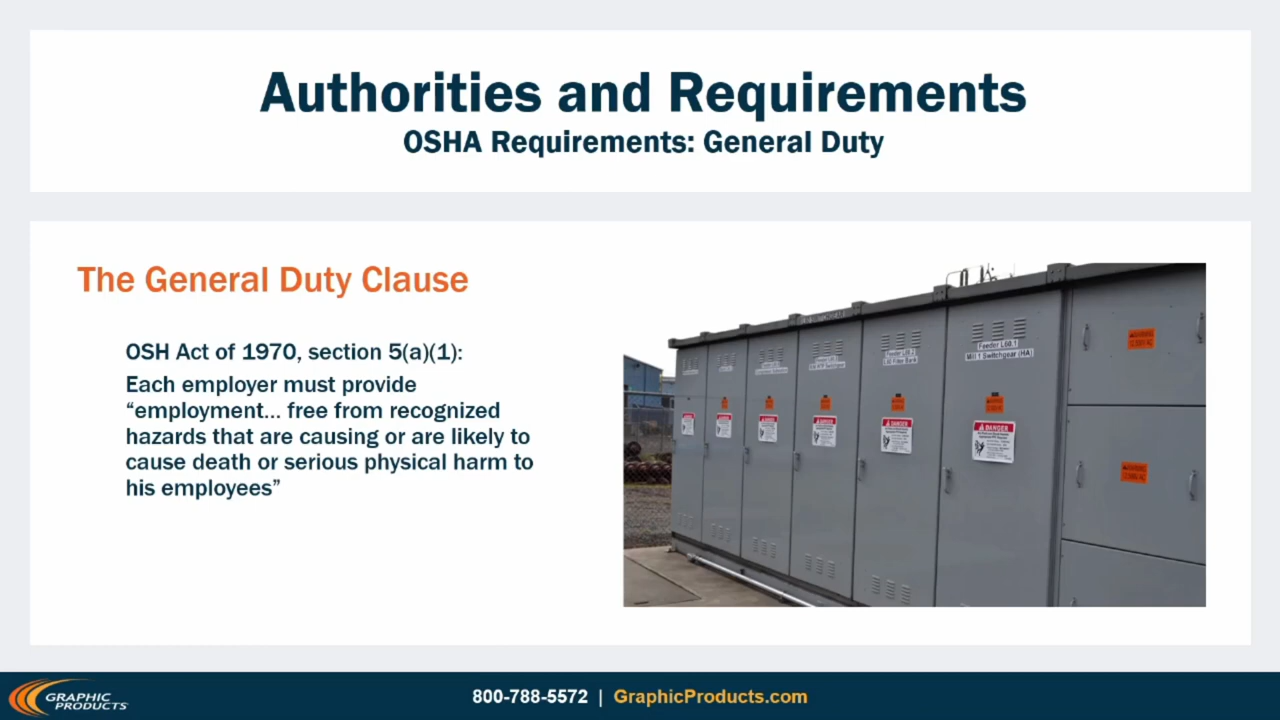 Authorities and Requirements
OSHA Requirements: General Duty
The General Duty Clause
OSH Act of 1970, section 5(a)(1):
Each employer must provide
“employment... free from recognized
hazards that are causing or are likely to
cause death or serious physical harm to
his employees”
Feeder L60.1
Mill 1 Switchgear (HA)
DANGER
DANGER
DANGER
GRAPHIC
PRODUCTS
800-788-5572 | GraphicProducts.com